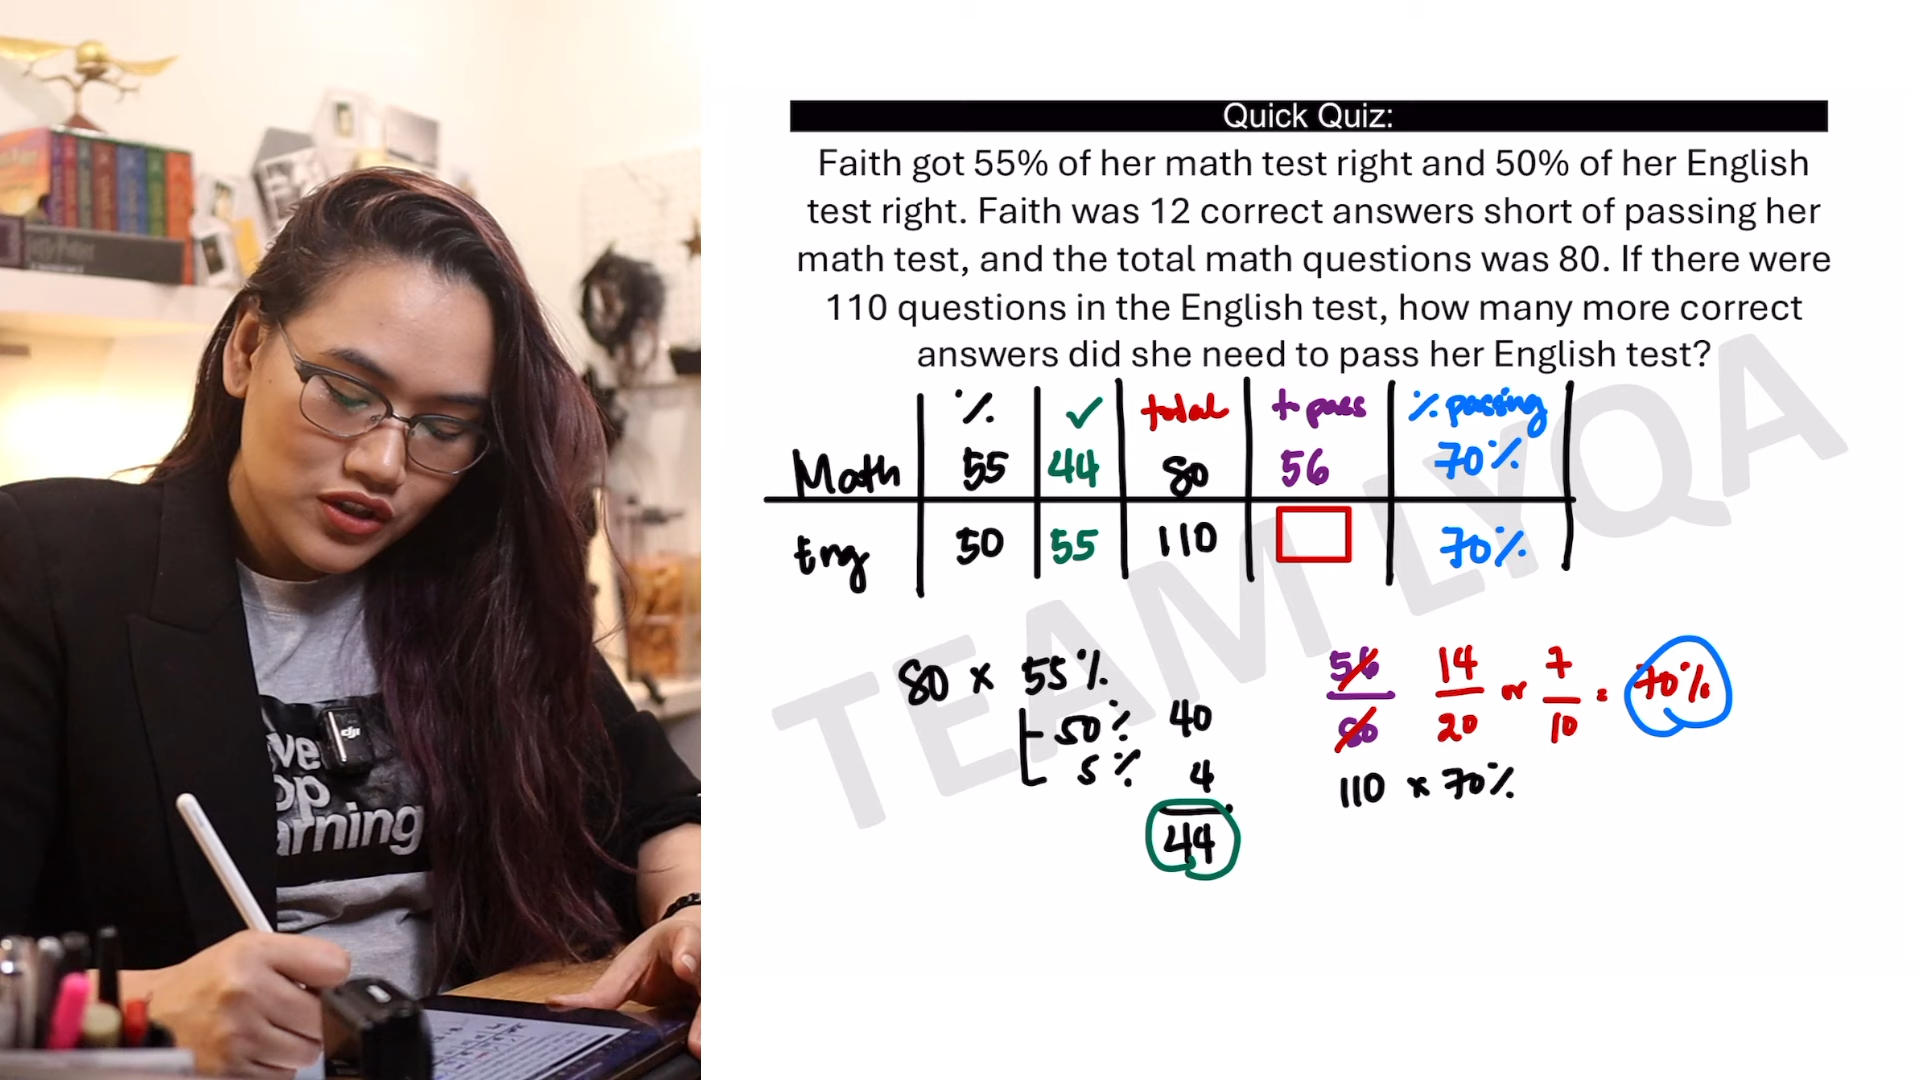 Quick Quiz:
Faith got 55% of her math test right and 50% of her English
test right. Faith was 12 correct answers short of passing her
math test, and the total math questions was 80. If there were
110 questions in the English test, how many more correct
answers did she need to pass her English test?
% ✓ total to pass % passing
Math 55 44 80 56 70%
Eng 50 55 110 70%
80 x 55%
50% 40
5% 4
44
56/80 14/20 or 7/10 = 70%
110 x 70%
TEAM LYQA
dji